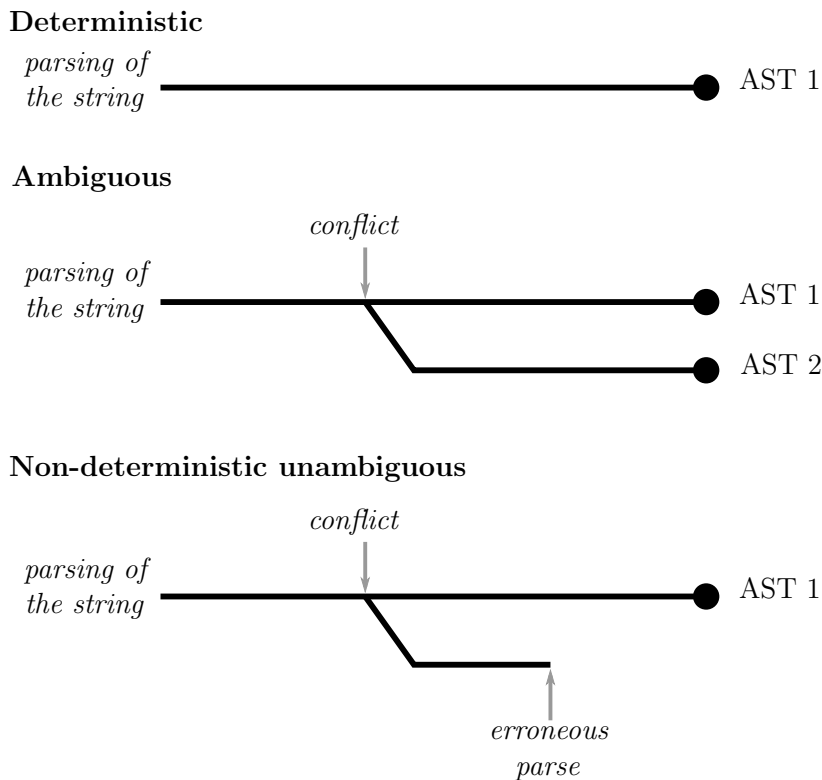 Deterministic
parsing of
the string
AST 1
Ambiguous
conflict
parsing of
the string
AST 1
AST 2
Non-deterministic unambiguous
conflict
parsing of
the string
AST 1
erroneous
parse